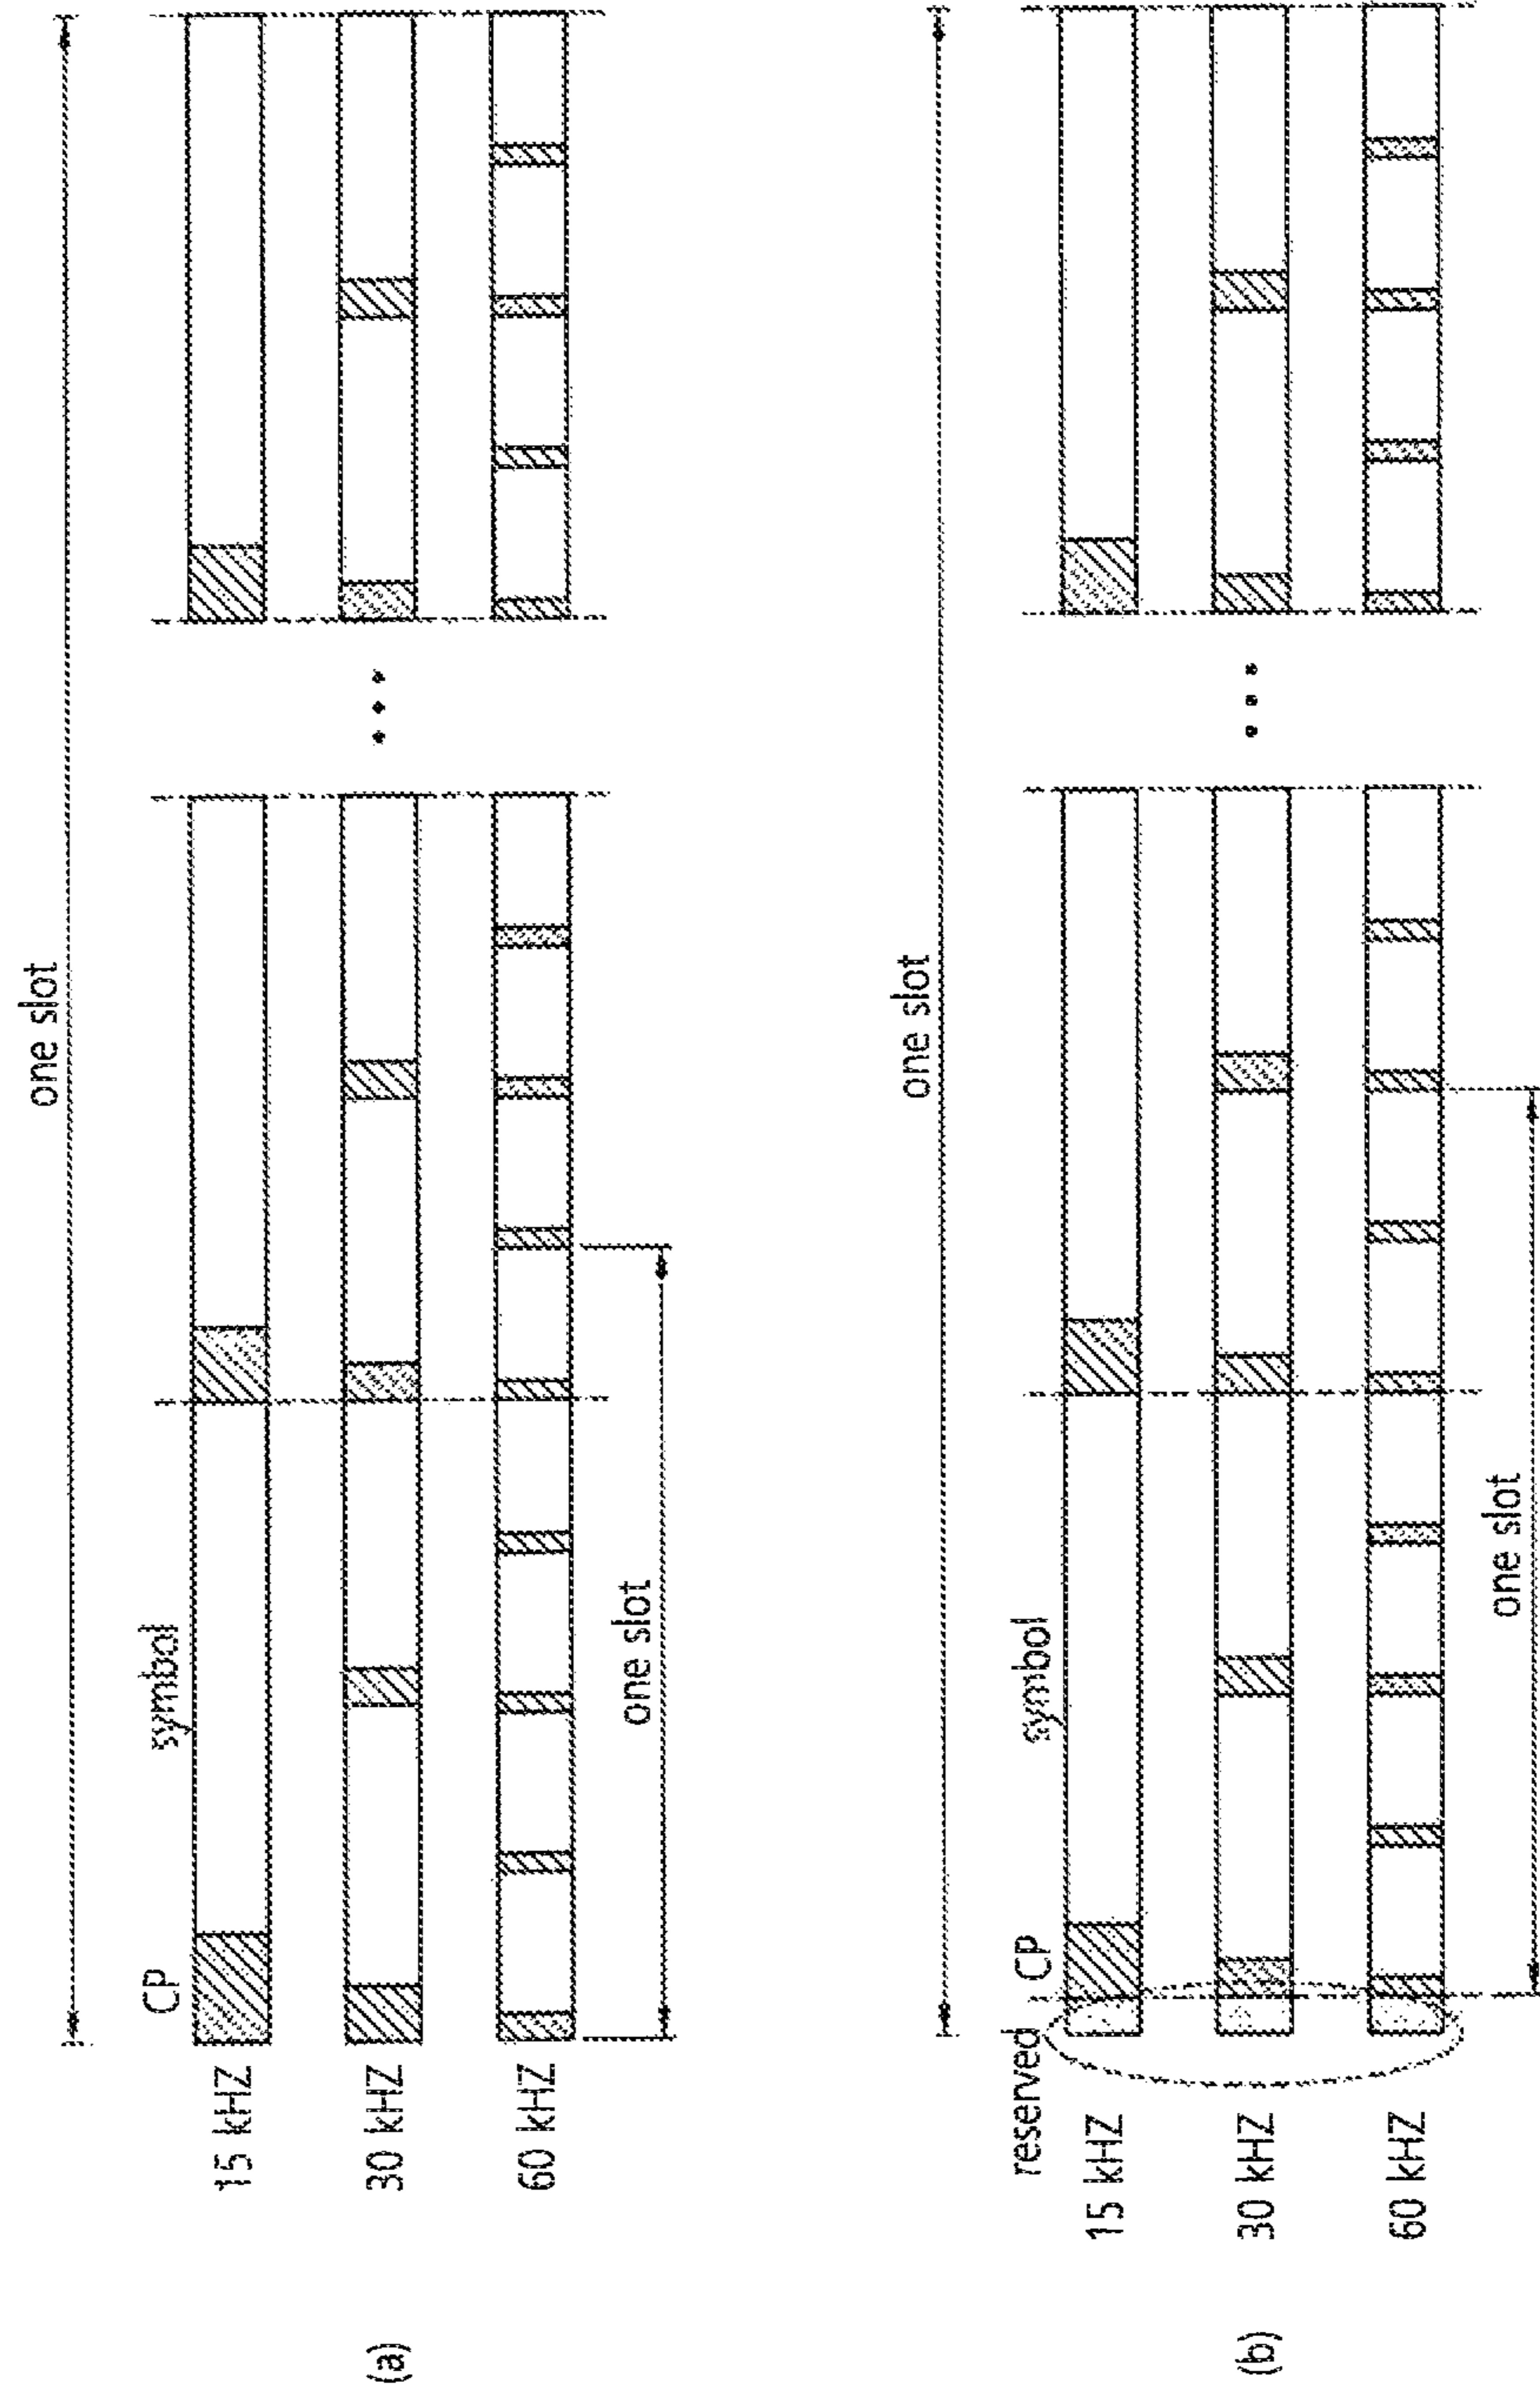 one slot
CP
symbol
15 kHZ
30 kHZ
60 kHZ
one slot
(a)
one slot
reserved
CP
symbol
15 kHZ
30 kHZ
60 kHZ
one slot
(b)